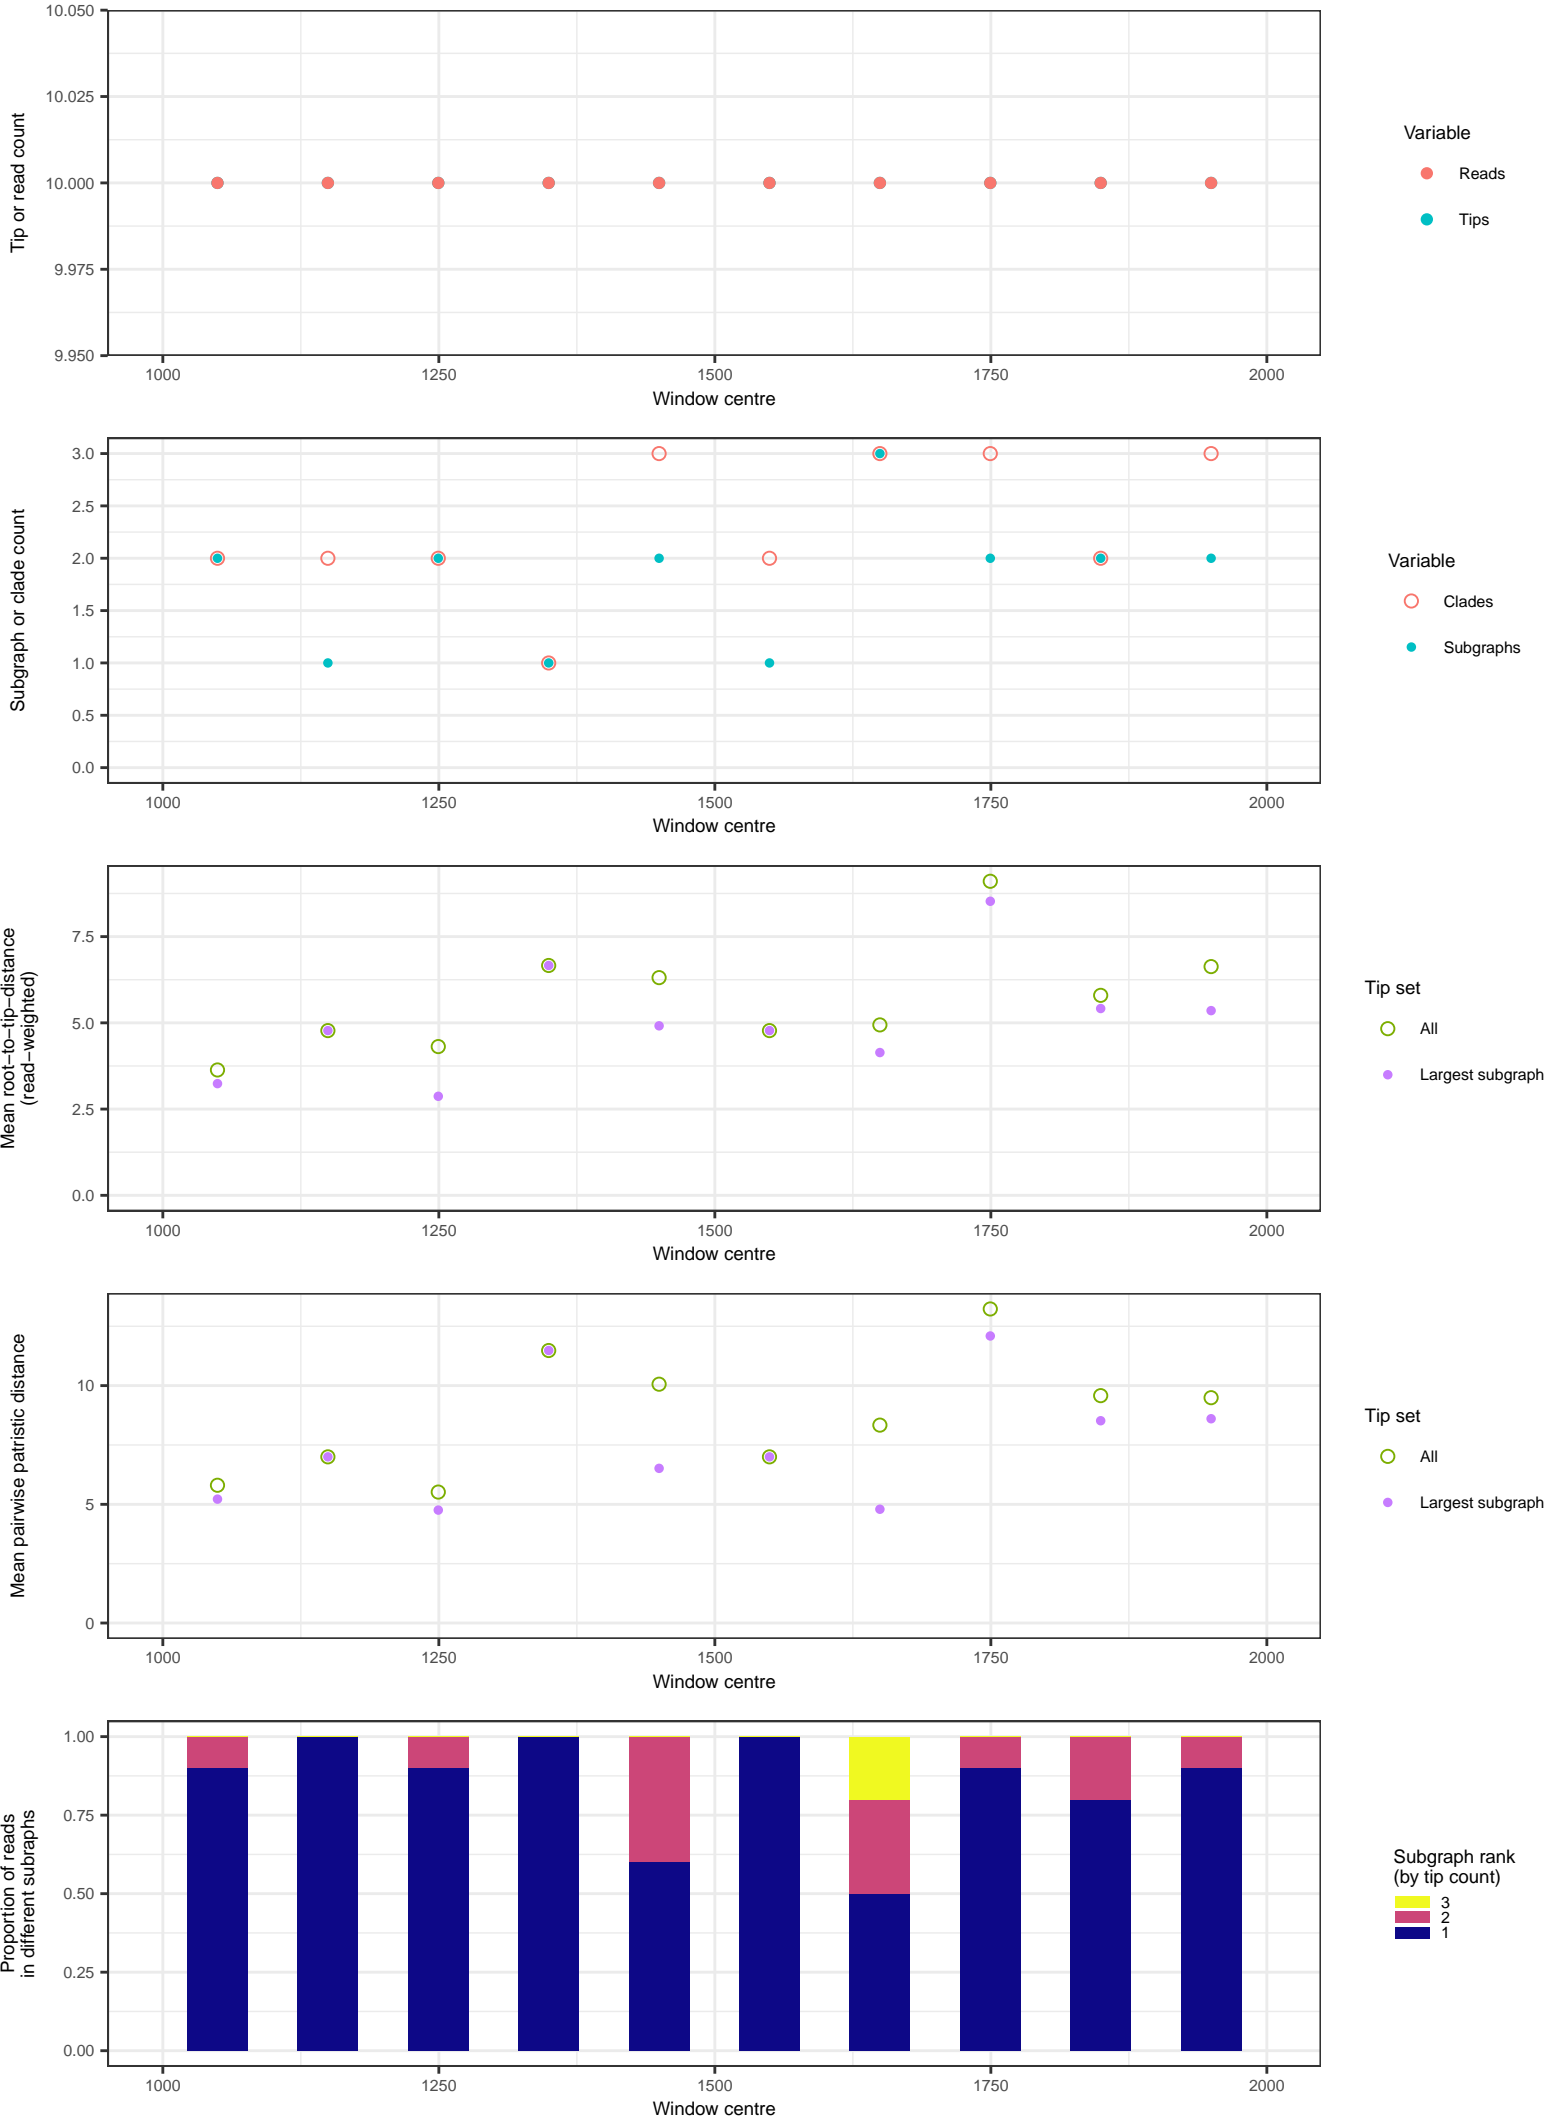 10.050
10.025
10.000
9.975
9.950
Tip or read count
1000 1250 1500 1750 2000
Window centre
Variable
Reads
Tips
3.0
2.5
2.0
1.5
1.0
0.5
0.0
Subgraph or clade count
1000 1250 1500 1750 2000
Window centre
Variable
Clades
Subgraphs
7.5
5.0
2.5
0.0
Mean root−to−tip−distance
(read−weighted)
1000 1250 1500 1750 2000
Window centre
Tip set
All
Largest subgraph
10
5
0
Mean pairwise patristic distance
1000 1250 1500 1750 2000
Window centre
Tip set
All
Largest subgraph
1.00
0.75
0.50
0.25
0.00
Proportion of reads
in different subraphs
1000 1250 1500 1750 2000
Window centre
Subgraph rank
(by tip count)
3
2
1